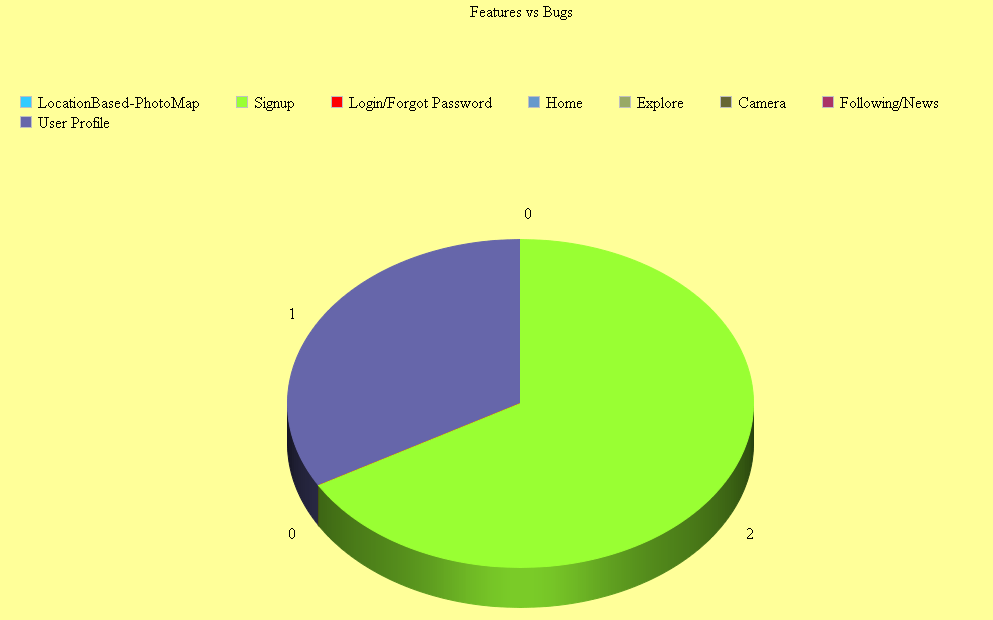 Features vs Bugs
LocationBased-PhotoMap Signup Login/Forgot Password Home Explore Camera Following/News
User Profile
0
1
0 2